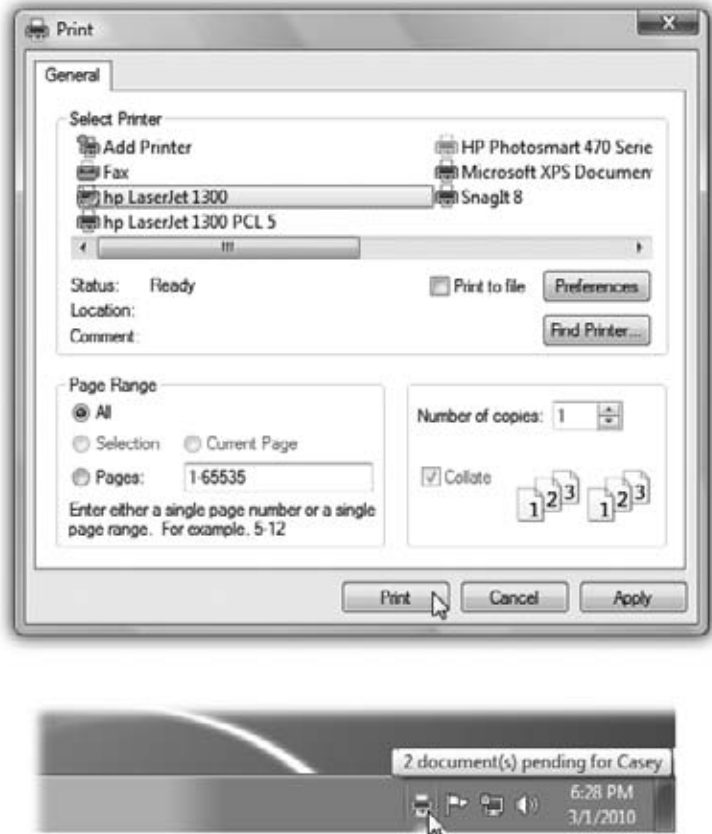 Print
General
Select Printer
Add Printer
Fax
hp LaserJet 1300
hp LaserJet 1300 PCL 5
HP Photosmart 470 Serie
Microsoft XPS Documen
SnagIt 8
Status: Ready
Location:
Comment:
Print to file
Preferences
Find Printer...
Page Range
All
Selection
Current Page
Pages: 1-65535
Enter either a single page number or a single
page range. For example, 5-12
Number of copies: 1
Collate
1 2 3 1 2 3
Print
Cancel
Apply
2 document(s) pending for Casey
6:28 PM
3/1/2010